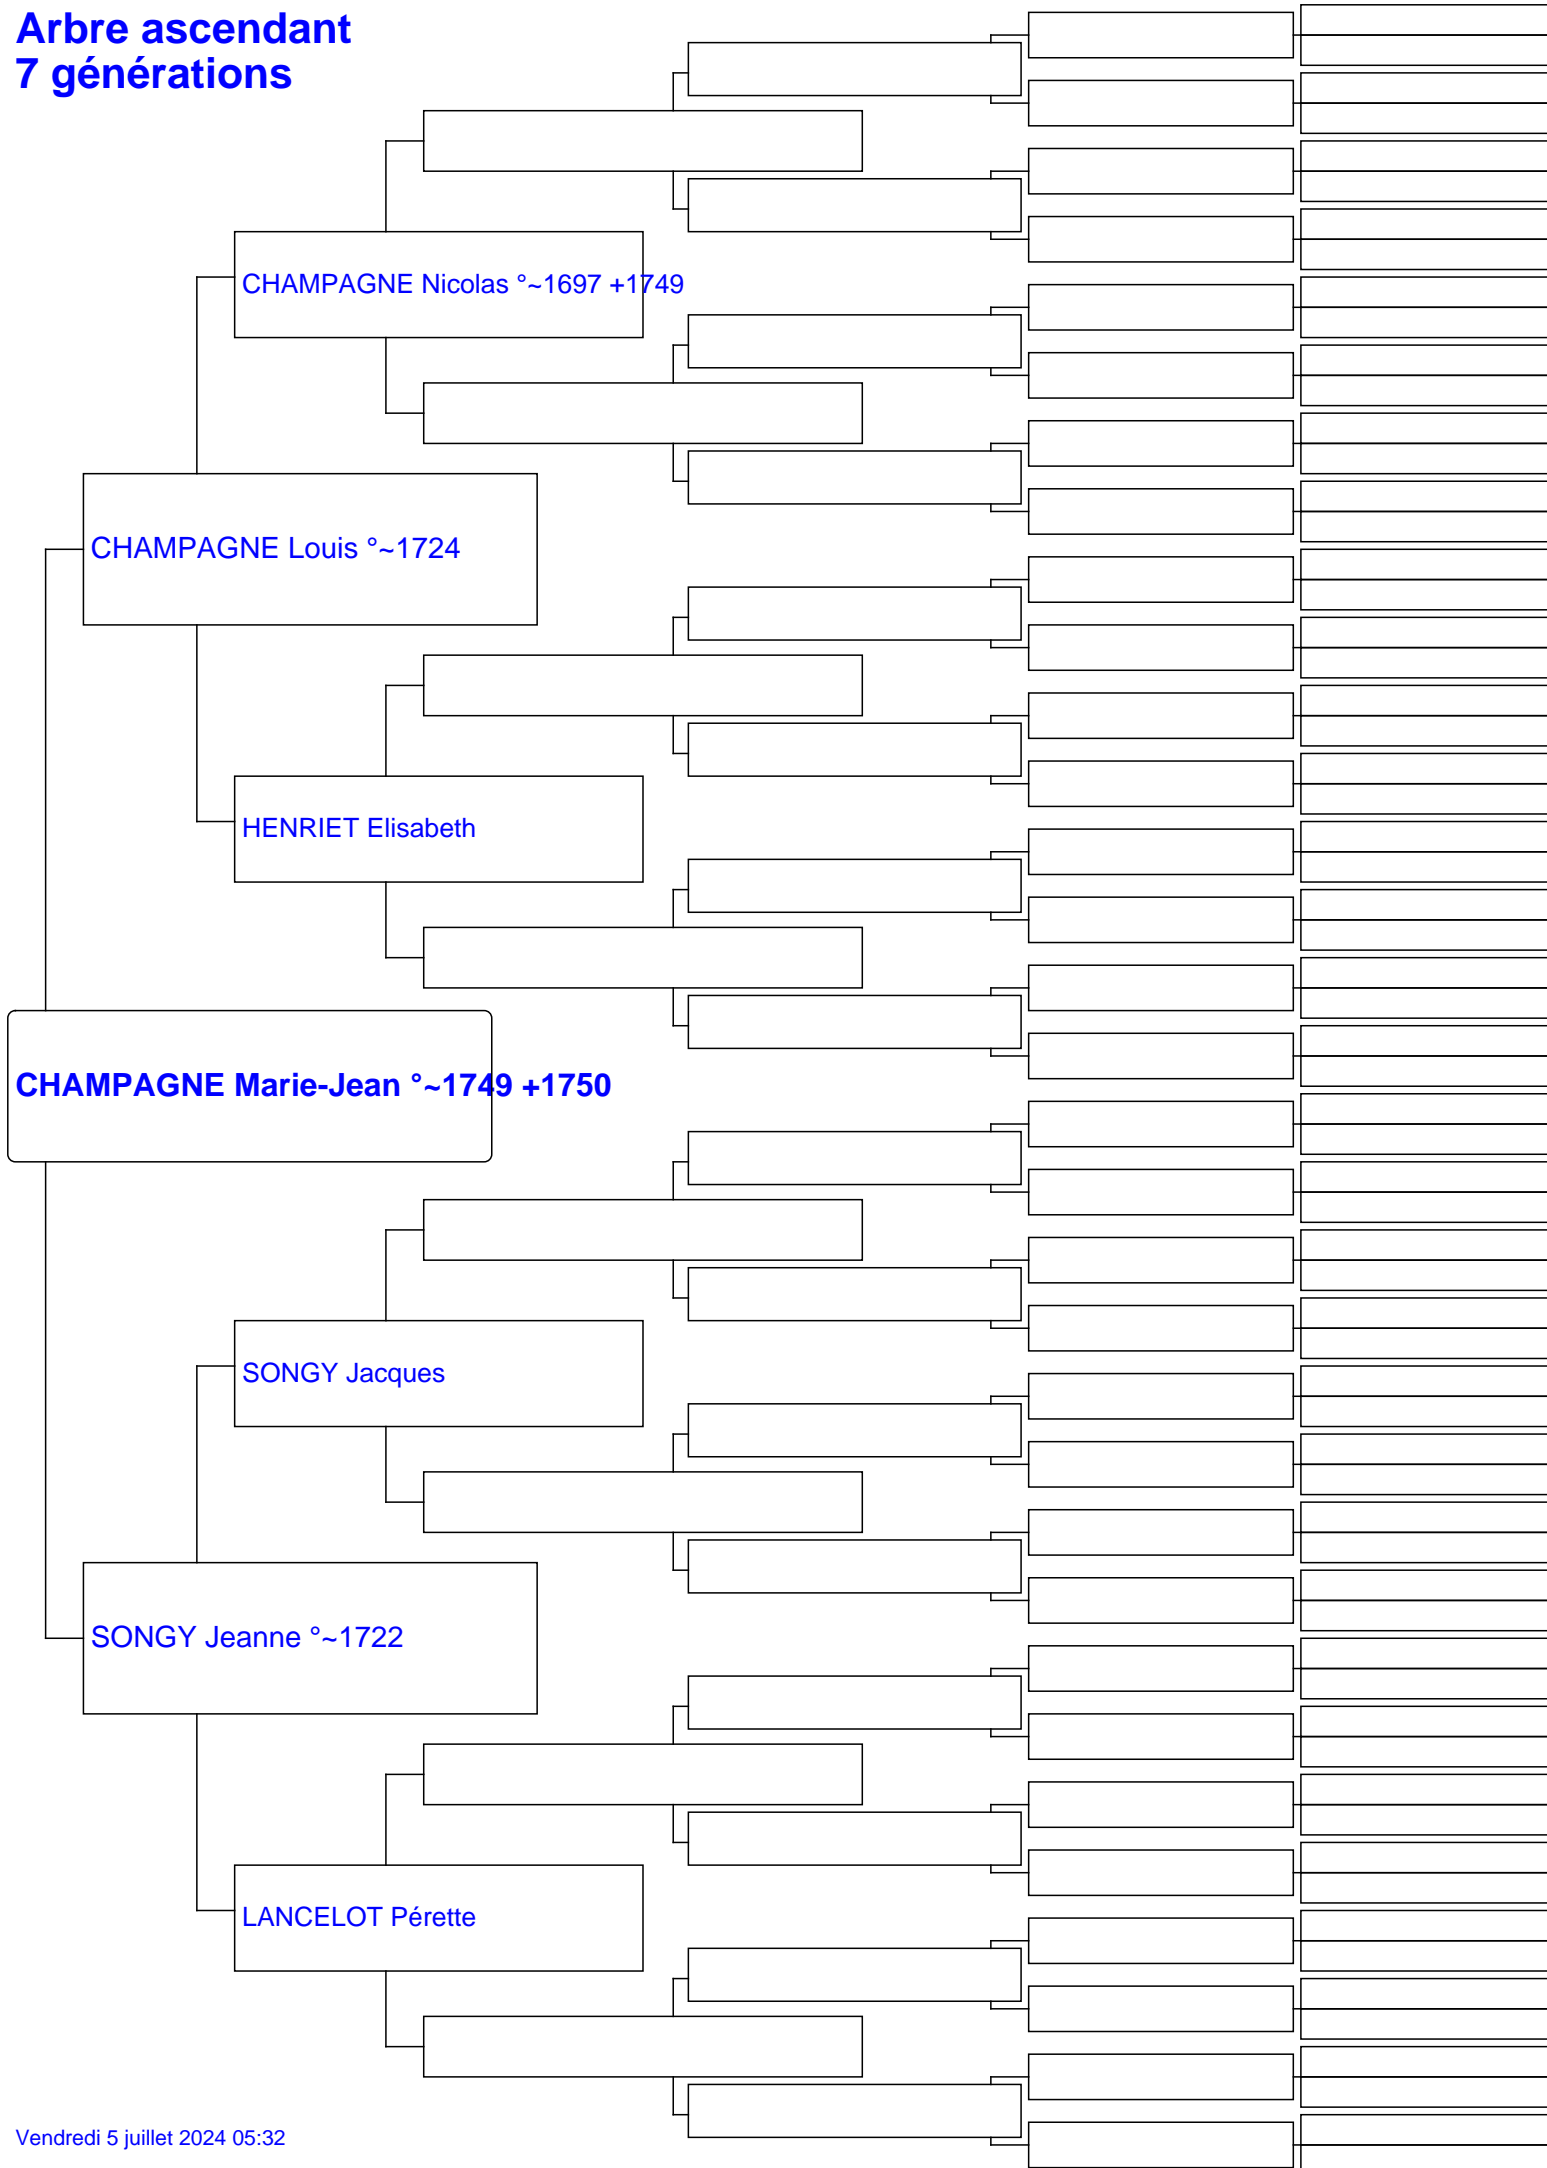 Arbre ascendant
7 générations
CHAMPAGNE Nicolas °~1697 +1749
CHAMPAGNE Louis °~1724
HENRIET Elisabeth
CHAMPAGNE Marie-Jean °~1749 +1750
SONGY Jacques
SONGY Jeanne °~1722
LANCELOT Pérette
Vendredi 5 juillet 2024 05:32